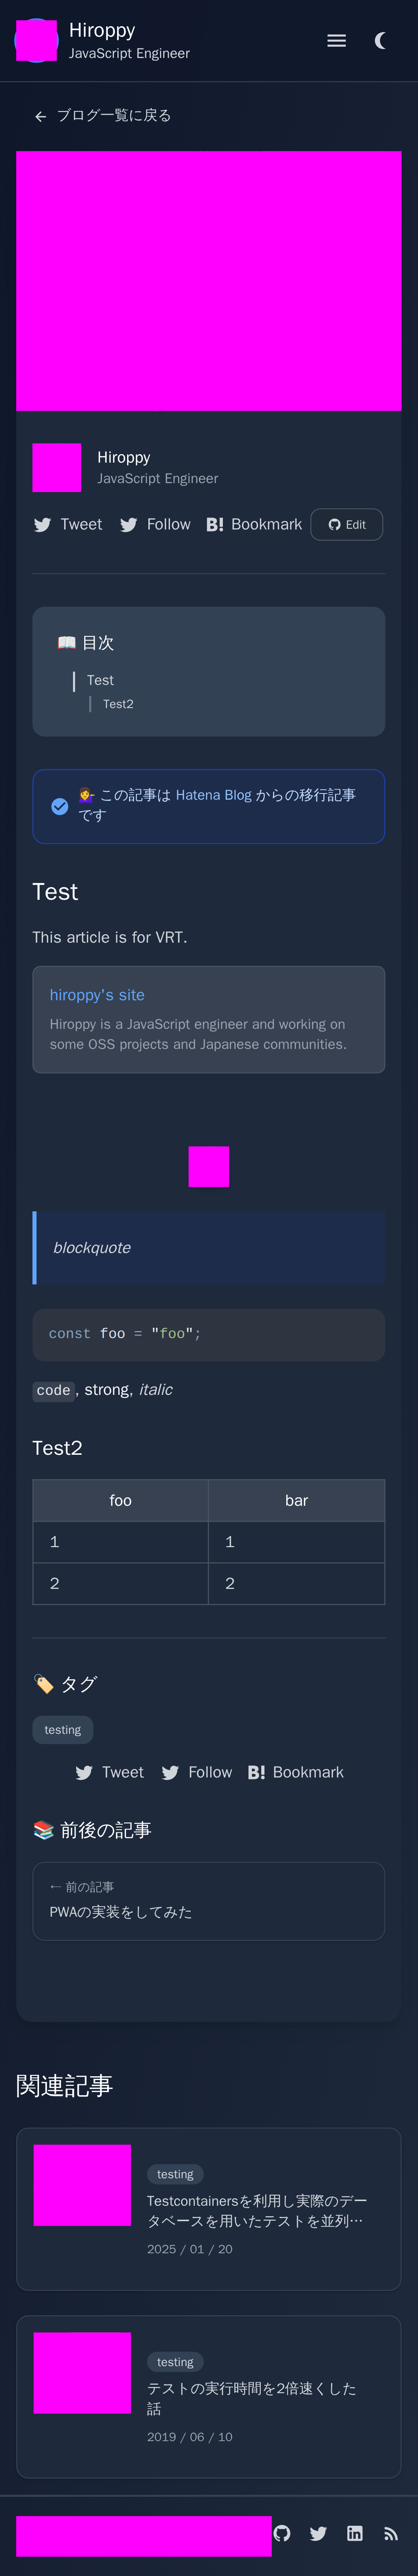 Hiroppy
JavaScript Engineer
← ブログ一覧に戻る
Hiroppy
JavaScript Engineer
Tweet Follow B! Bookmark Edit
📖 目次
Test
Test2
💁‍♀️ この記事は Hatena Blog からの移行記事
です
Test
This article is for VRT.
hiroppy's site
Hiroppy is a JavaScript engineer and working on
some OSS projects and Japanese communities.
blockquote
const foo = "foo";
code, strong, italic
Test2
foo bar
1 1
2 2
🏷️ タグ
testing
Tweet Follow B! Bookmark
📚 前後の記事
← 前の記事
PWAの実装をしてみた
関連記事
testing
Testcontainersを利用し実際のデー
タベースを用いたテストを並列…
2025 / 01 / 20
testing
テストの実行時間を2倍速くした
話
2019 / 06 / 10